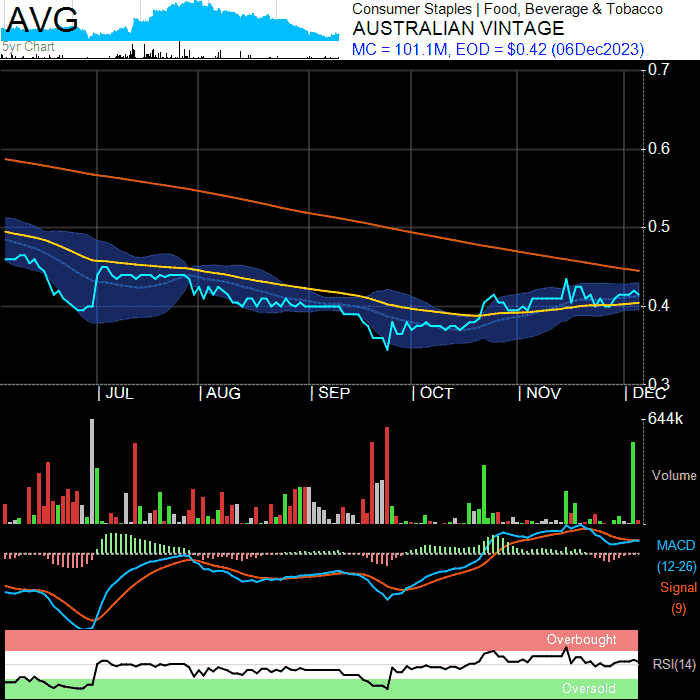 AVG
5yr Chart
Consumer Staples | Food, Beverage & Tobacco
AUSTRALIAN VINTAGE
MC = 101.1M, EOD = $0.42 (06Dec2023)
0.7
0.6
0.5
0.4
0.3
| JUL | AUG | SEP | OCT | NOV | DEC
644k
Volume
MACD
(12-26)
Signal
(9)
Overbought
RSI(14)
Oversold